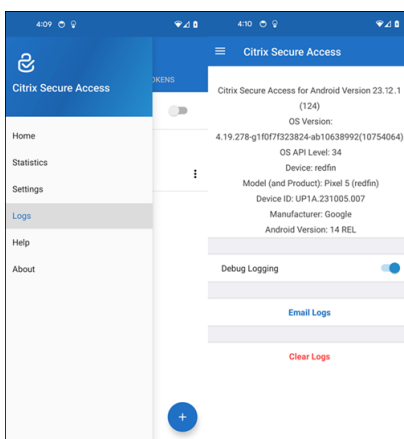 4:09
Citrix Secure Access
Home
Statistics
Settings
Logs
Help
About
OKENS
+
4:10
Citrix Secure Access
Citrix Secure Access for Android Version 23.12.1
(124)
OS Version:
4.19.278-g1f0f7f323824-ab10638992(10754064)
OS API Level: 34
Device: redfin
Model (and Product): Pixel 5 (redfin)
Device ID: UP1A.231005.007
Manufacturer: Google
Android Version: 14 REL
Debug Logging
Email Logs
Clear Logs